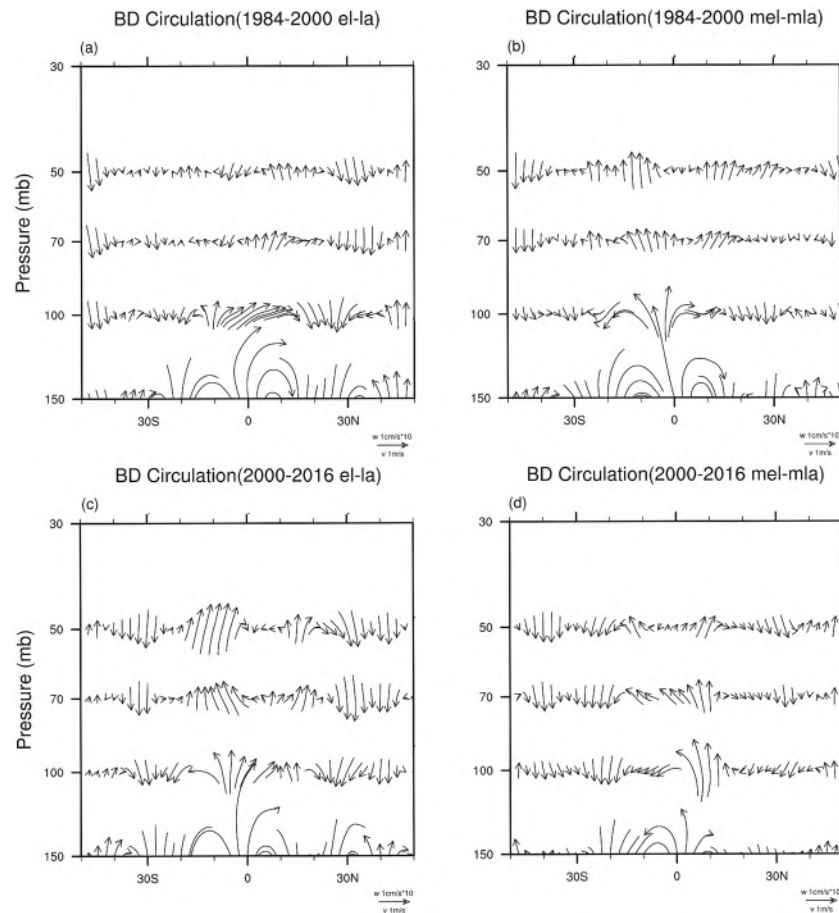 BD Circulation(1984-2000 el-la)
(a)
30
50
70
100
150
Pressure (mb)
30S
0
30N
w 1cm/s*10
v 1m/s
BD Circulation(1984-2000 mel-mla)
(b)
30
50
70
100
150
30S
0
30N
w 1cm/s*10
v 1m/s
BD Circulation(2000-2016 el-la)
(c)
30
50
70
100
150
Pressure (mb)
30S
0
30N
w 1cm/s*10
v 1m/s
BD Circulation(2000-2016 mel-mla)
(d)
30
50
70
100
150
30S
0
30N
w 1cm/s*10
v 1m/s